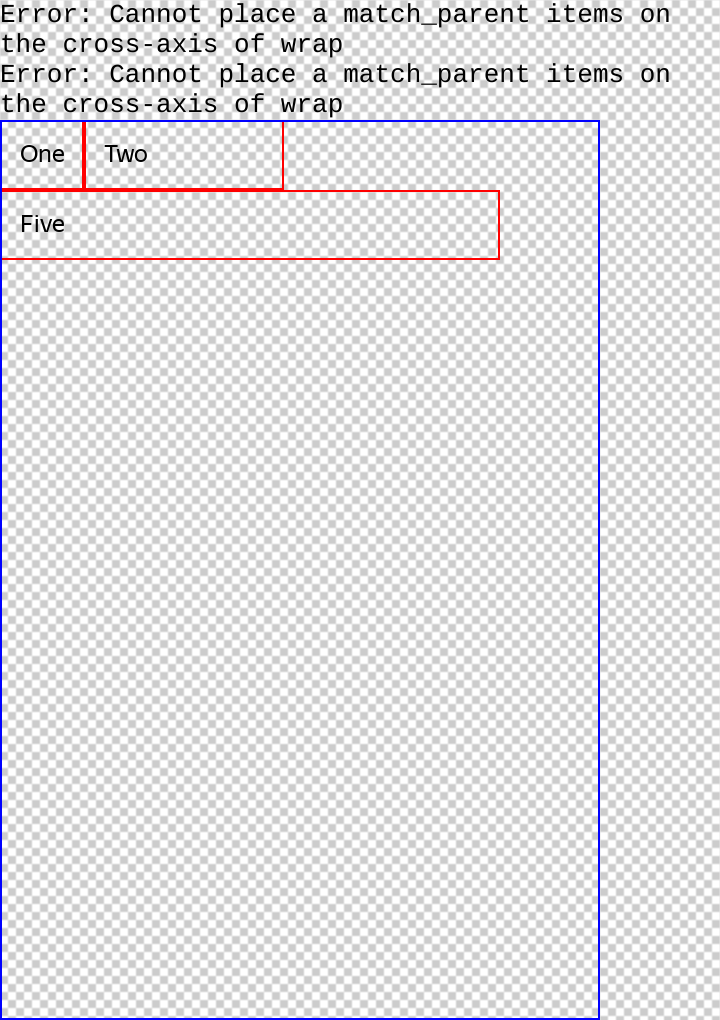 Error: Cannot place a match_parent items on
the cross-axis of wrap
Error: Cannot place a match_parent items on
the cross-axis of wrap
One Two
Five